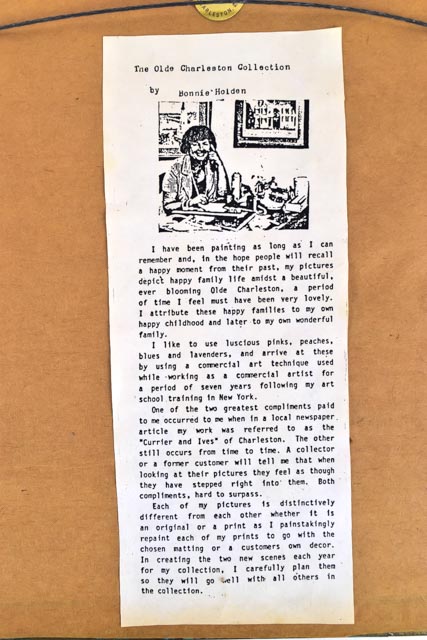 CHARLESTON, S.C.
The Olde Charleston Collection
by Bonnie Holden
I have been painting as long as I can
remember and, in the hope people will recall
a happy moment from their past, my pictures
depict happy family life amidst a beautiful,
ever blooming Olde Charleston, a period
of time I feel must have been very lovely.
I attribute these happy families to my own
happy childhood and later to my own wonderful
family.
I like to use luscious pinks, peaches,
blues and lavenders, and arrive at these
by using a commercial art technique used
while working as a commercial artist for
a period of seven years following my art
school training in New York.
One of the two greatest compliments paid
to me occurred to me when in a local newspaper
article my work was referred to as the
"Currier and Ives" of Charleston. The other
still occurs from time to time. A collector
or a former customer will tell me that when
looking at their pictures they feel as though
they have stepped right into them. Both
compliments, hard to surpass.
Each of my pictures is distinctively
different from each other whether it is
an original or a print as I painstakingly
repaint each of my prints to go with the
chosen matting or a customers own decor.
In creating the two new scenes each year
for my collection, I carefully plan them
so they will go well with all others in
the collection.